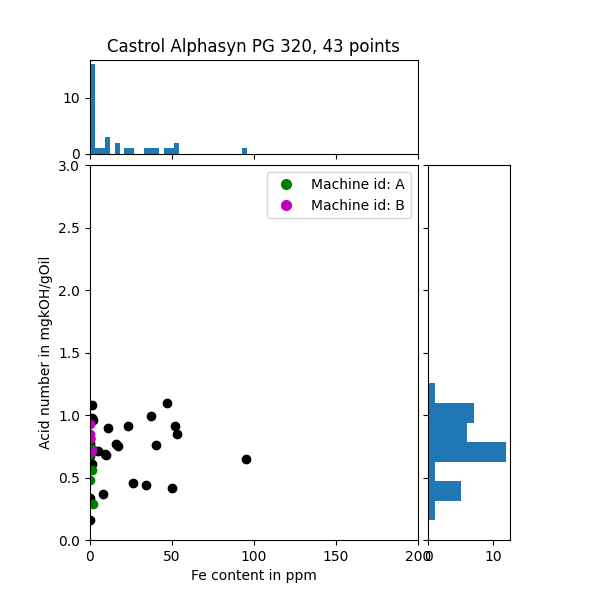 Castrol Alphasyn PG 320, 43 points
10
0
3.0
2.5
2.0
1.5
1.0
0.5
0.0
Acid number in mgkOH/gOil
Machine id: A
Machine id: B
0 50 100 150 200
0 10
Fe content in ppm